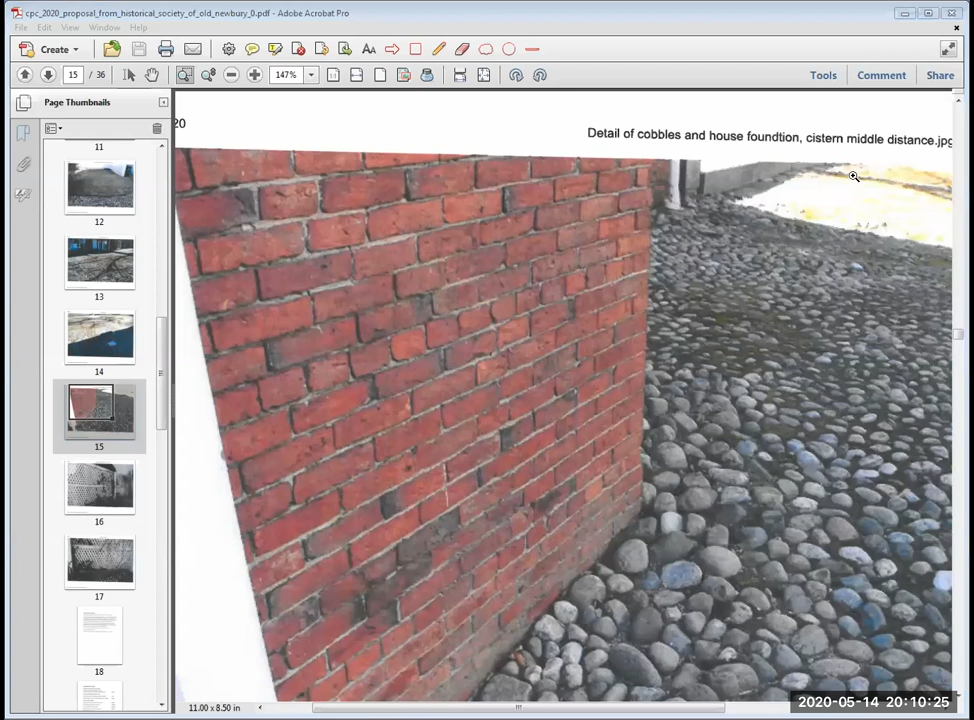 cpc_2020_proposal_from_historical_society_of_old_newbury_0.pdf - Adobe Acrobat Pro
File Edit View Window Help
Create
15 / 36
147%
Tools Comment Share
Page Thumbnails
11
12
13
14
15
16
17
18
20
Detail of cobbles and house foundtion, cistern middle distance.jpg
11.00 x 8.50 in
2020-05-14 20:10:25